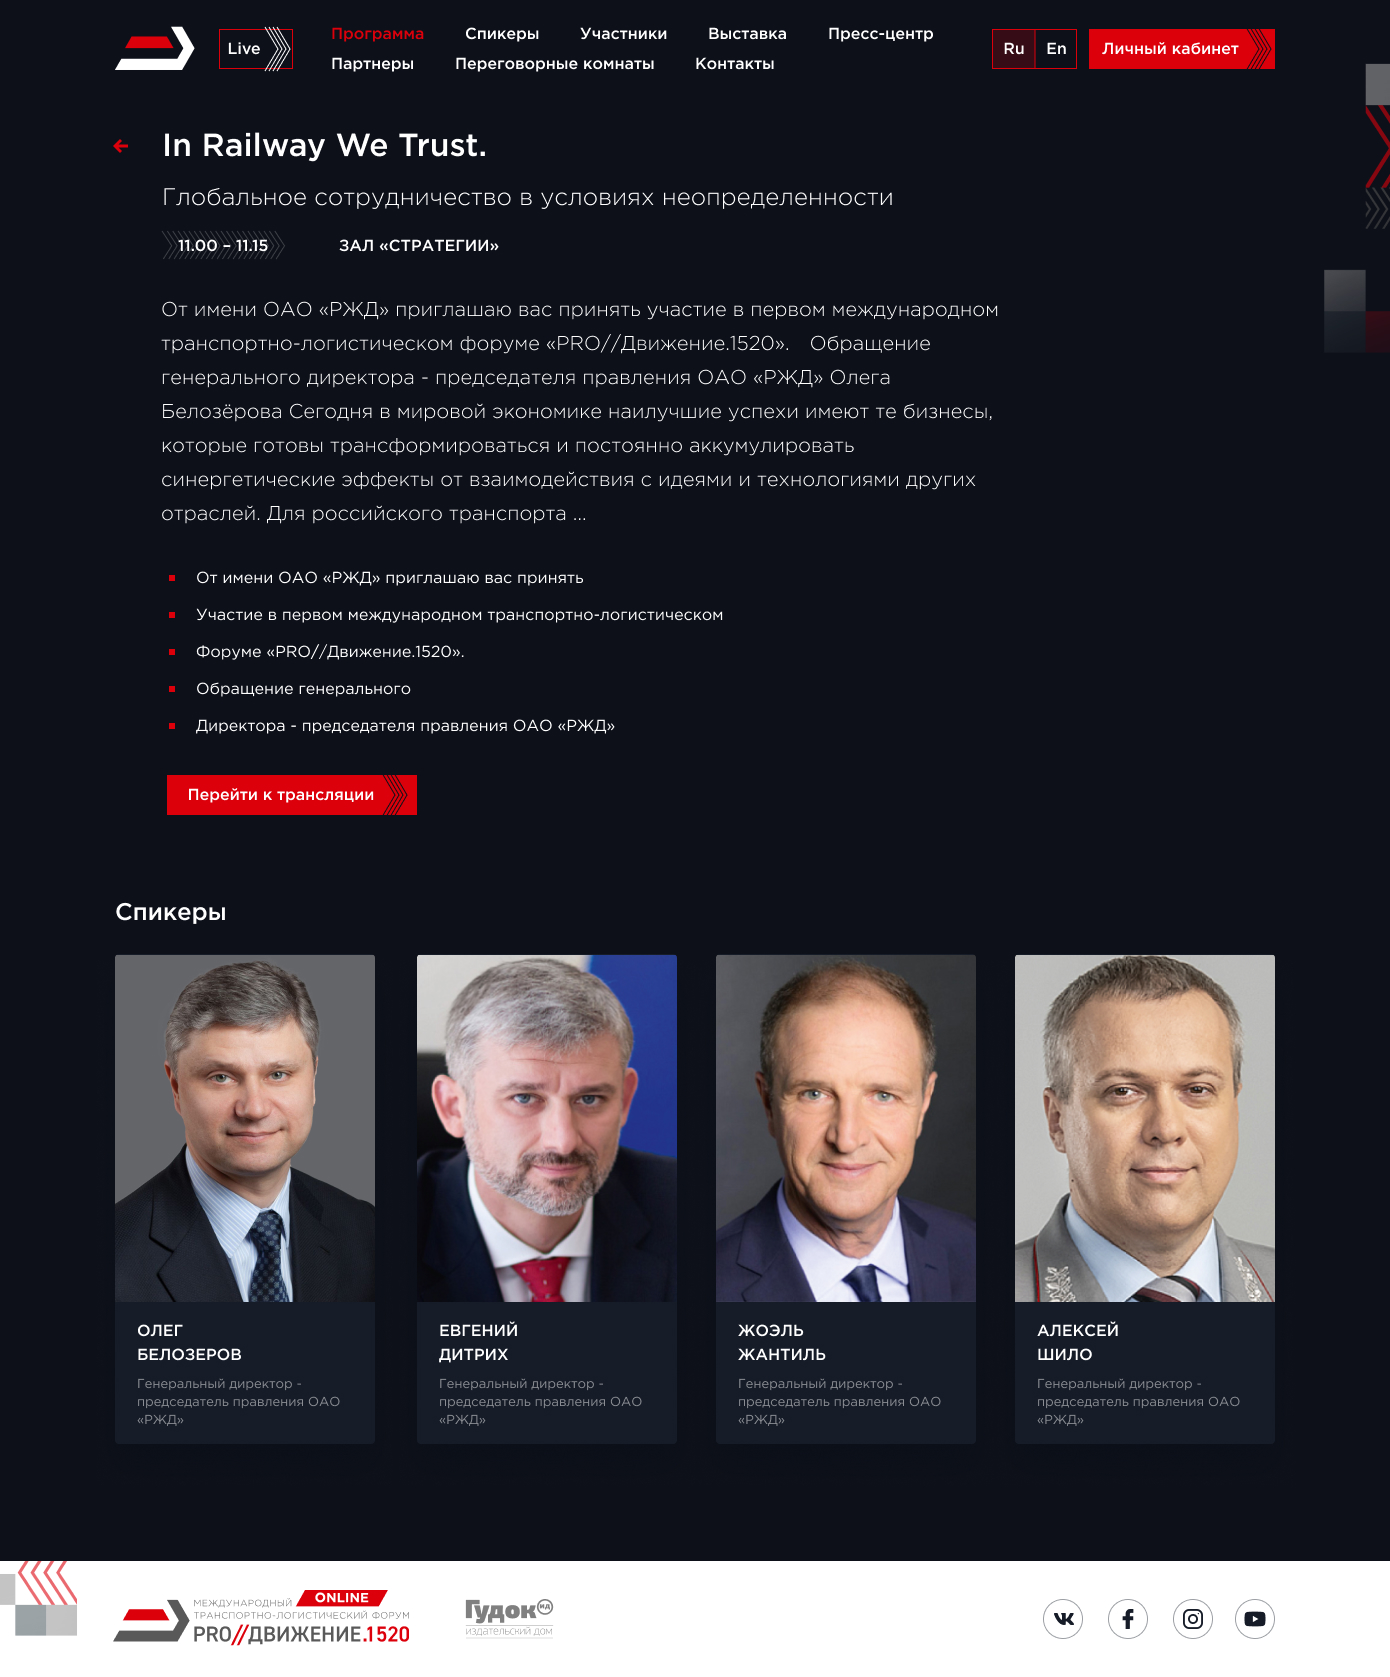 Live
Программа Спикеры Участники Выставка Пресс-центр
Партнеры Переговорные комнаты Контакты
Ru En
Личный кабинет
In Railway We Trust.
Глобальное сотрудничество в условиях неопределенности
11.00 – 11.15 ЗАЛ «СТРАТЕГИИ»
От имени ОАО «РЖД» приглашаю вас принять участие в первом международном
транспортно-логистическом форуме «PRO//Движение.1520». Обращение
генерального директора - председателя правления ОАО «РЖД» Олега
Белозёрова Сегодня в мировой экономике наилучшие успехи имеют те бизнесы,
которые готовы трансформироваться и постоянно аккумулировать
синергетические эффекты от взаимодействия с идеями и технологиями других
отраслей. Для российского транспорта ...
От имени ОАО «РЖД» приглашаю вас принять
Участие в первом международном транспортно-логистическом
Форуме «PRO//Движение.1520».
Обращение генерального
Директора - председателя правления ОАО «РЖД»
Перейти к трансляции
Спикеры
ОЛЕГ
БЕЛОЗЕРОВ
Генеральный директор -
председатель правления ОАО
«РЖД»
ЕВГЕНИЙ
ДИТРИХ
Генеральный директор -
председатель правления ОАО
«РЖД»
ЖОЭЛЬ
ЖАНТИЛЬ
Генеральный директор -
председатель правления ОАО
«РЖД»
АЛЕКСЕЙ
ШИЛО
Генеральный директор -
председатель правления ОАО
«РЖД»
МЕЖДУНАРОДНЫЙ ONLINE
ТРАНСПОРТНО-ЛОГИСТИЧЕСКИЙ ФОРУМ
PRO//ДВИЖЕНИЕ.1520
Гудок ИД
издательский дом